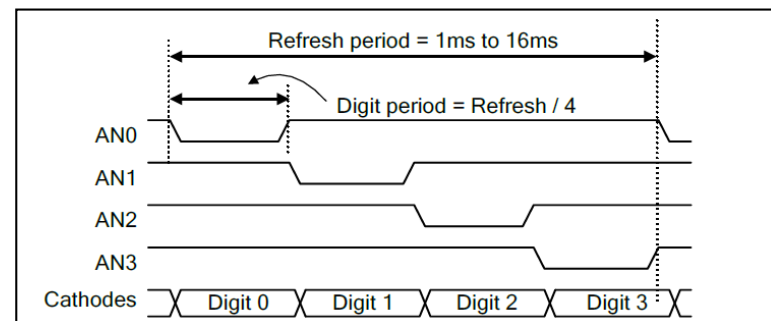 Refresh period = 1ms to 16ms
Digit period = Refresh / 4
AN0
AN1
AN2
AN3
Cathodes Digit 0 Digit 1 Digit 2 Digit 3